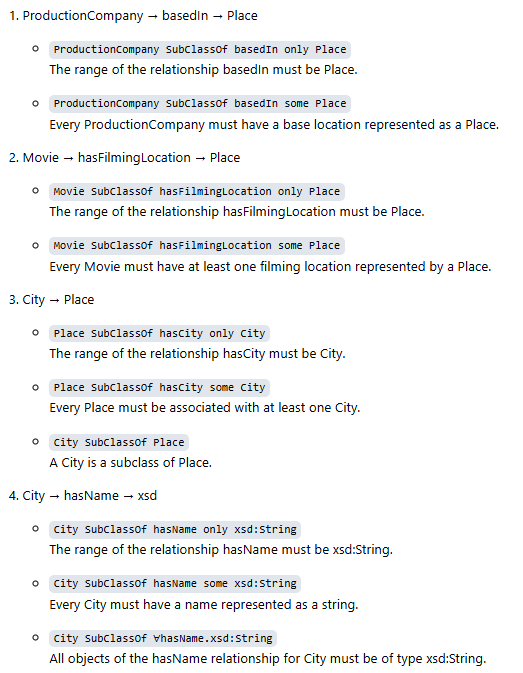 1. ProductionCompany → basedIn → Place
ProductionCompany SubClassOf basedIn only Place
The range of the relationship basedIn must be Place.
ProductionCompany SubClassOf basedIn some Place
Every ProductionCompany must have a base location represented as a Place.
2. Movie → hasFilmingLocation → Place
Movie SubClassOf hasFilmingLocation only Place
The range of the relationship hasFilmingLocation must be Place.
Movie SubClassOf hasFilmingLocation some Place
Every Movie must have at least one filming location represented by a Place.
3. City → Place
Place SubClassOf hasCity only City
The range of the relationship hasCity must be City.
Place SubClassOf hasCity some City
Every Place must be associated with at least one City.
City SubClassOf Place
A City is a subclass of Place.
4. City → hasName → xsd
City SubClassOf hasName only xsd:String
The range of the relationship hasName must be xsd:String.
City SubClassOf hasName some xsd:String
Every City must have a name represented as a string.
City SubClassOf ∀hasName.xsd:String
All objects of the hasName relationship for City must be of type xsd:String.